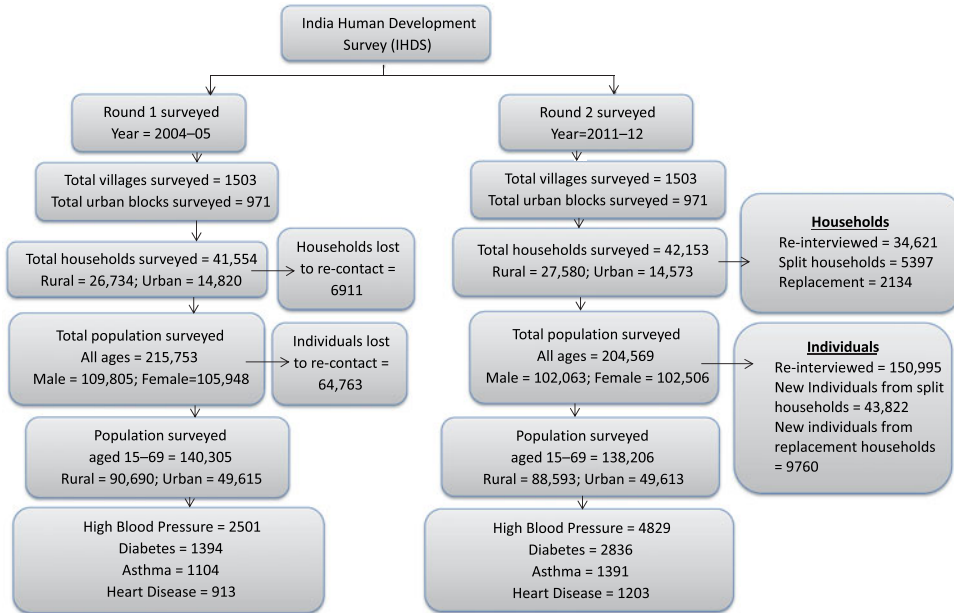 India Human Development
Survey (IHDS)
Round 1 surveyed
Year = 2004–05
Total villages surveyed = 1503
Total urban blocks surveyed = 971
Total households surveyed = 41,554
Rural = 26,734; Urban = 14,820
Households lost
to re-contact =
6911
Total population surveyed
All ages = 215,753
Male = 109,805; Female=105,948
Individuals lost
to re-contact =
64,763
Population surveyed
aged 15–69 = 140,305
Rural = 90,690; Urban = 49,615
High Blood Pressure = 2501
Diabetes = 1394
Asthma = 1104
Heart Disease = 913
Round 2 surveyed
Year=2011–12
Total villages surveyed = 1503
Total urban blocks surveyed = 971
Total households surveyed = 42,153
Rural = 27,580; Urban = 14,573
Households
Re-interviewed = 34,621
Split households = 5397
Replacement = 2134
Total population surveyed
All ages = 204,569
Male = 102,063; Female = 102,506
Individuals
Re-interviewed = 150,995
New Individuals from split
households = 43,822
New individuals from
replacement households
= 9760
Population surveyed
aged 15–69 = 138,206
Rural = 88,593; Urban = 49,613
High Blood Pressure = 4829
Diabetes = 2836
Asthma = 1391
Heart Disease = 1203